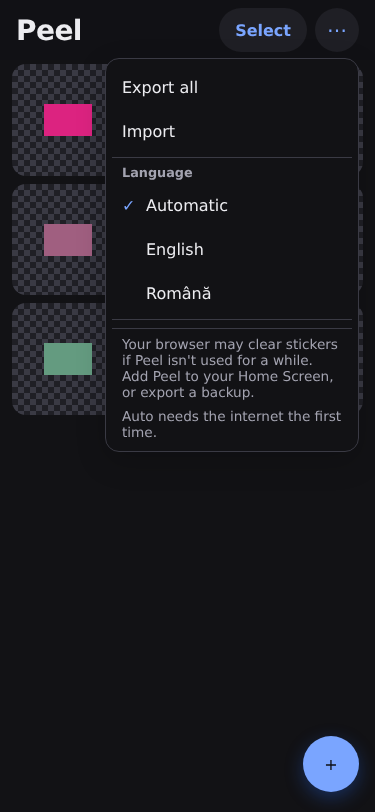 Peel
Select
...
Export all
Import
Language
✓ Automatic
English
Română
Your browser may clear stickers
if Peel isn't used for a while.
Add Peel to your Home Screen,
or export a backup.
Auto needs the internet the first
time.
+